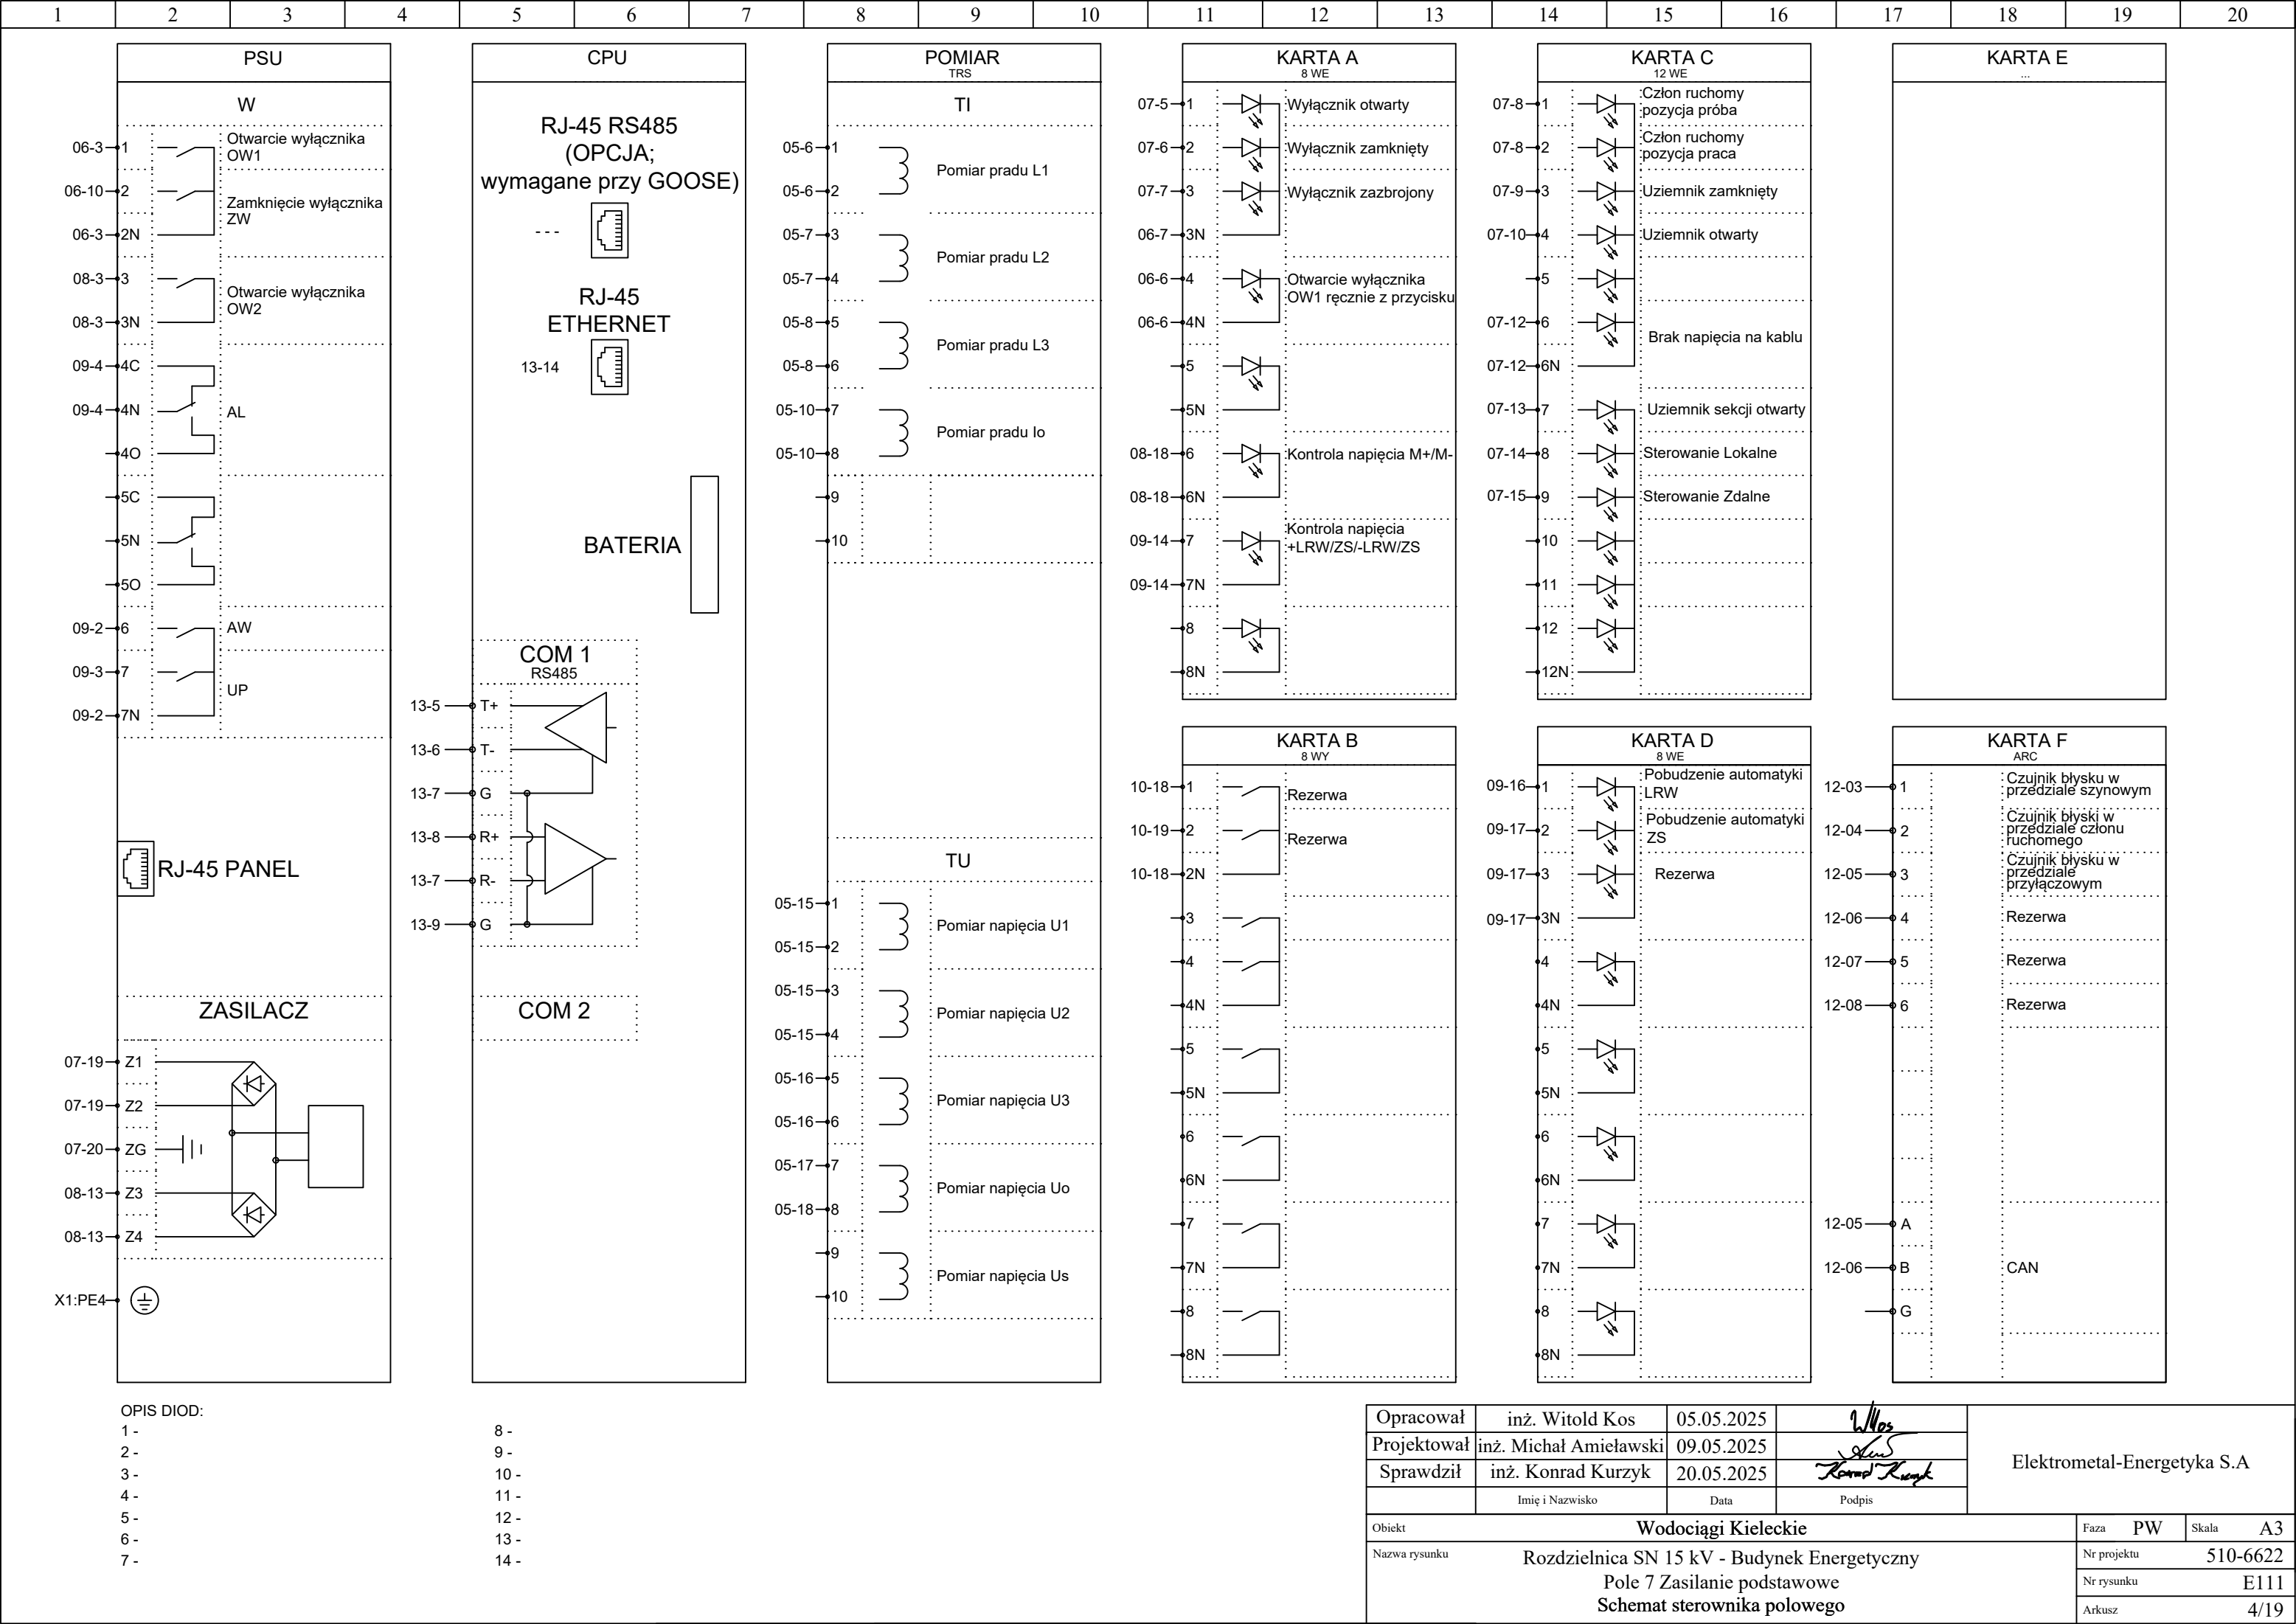 1 2 3 4 5 6 7 8 9 10 11 12 13 14 15 16 17 18 19 20
PSU
W
06-3 1 Otwarcie wyłącznika
OW1
06-10 2 Zamknięcie wyłącznika
ZW
06-3 2N
08-3 3 Otwarcie wyłącznika
OW2
08-3 3N
09-4 4C
09-4 4N AL
4O
5C
5N
5O
09-2 6 AW
09-3 7 UP
09-2 7N
RJ-45 PANEL
ZASILACZ
07-19 Z1
07-19 Z2
07-20 ZG
08-13 Z3
08-13 Z4
X1:PE4
CPU
RJ-45 RS485
(OPCJA;
wymagane przy GOOSE)
---
RJ-45
ETHERNET
13-14
BATERIA
COM 1
RS485
13-5 T+
13-6 T-
13-7 G
13-8 R+
13-7 R-
13-9 G
COM 2
POMIAR
TRS
TI
05-6 1 Pomiar pradu L1
05-6 2
05-7 3 Pomiar pradu L2
05-7 4
05-8 5 Pomiar pradu L3
05-8 6
05-10 7 Pomiar pradu Io
05-10 8
9
10
TU
05-15 1 Pomiar napięcia U1
05-15 2
05-15 3 Pomiar napięcia U2
05-15 4
05-16 5 Pomiar napięcia U3
05-16 6
05-17 7 Pomiar napięcia Uo
05-18 8
9 Pomiar napięcia Us
10
KARTA A
8 WE
07-5 1 Wyłącznik otwarty
07-6 2 Wyłącznik zamknięty
07-7 3 Wyłącznik zazbrojony
06-7 3N
06-6 4 Otwarcie wyłącznika
OW1 ręcznie z przycisku
06-6 4N
5
5N
08-18 6 Kontrola napięcia M+/M-
08-18 6N
Kontrola napięcia
09-14 7 +LRW/ZS/-LRW/ZS
09-14 7N
8
8N
KARTA B
8 WY
10-18 1 Rezerwa
10-19 2 Rezerwa
10-18 2N
3
4
4N
5
5N
6
6N
7
7N
8
8N
KARTA C
12 WE
07-8 1 Człon ruchomy
pozycja próba
07-8 2 Człon ruchomy
pozycja praca
07-9 3 Uziemnik zamknięty
07-10 4 Uziemnik otwarty
5
07-12 6 Brak napięcia na kablu
07-12 6N
07-13 7 Uziemnik sekcji otwarty
07-14 8 Sterowanie Lokalne
07-15 9 Sterowanie Zdalne
10
11
12
12N
KARTA D
8 WE
09-16 1 Pobudzenie automatyki
LRW
09-17 2 Pobudzenie automatyki
ZS
09-17 3 Rezerwa
09-17 3N
4
4N
5
5N
6
6N
7
7N
8
8N
KARTA E
...
KARTA F
ARC
12-03 1 Czujnik błysku w
przedziale szynowym
12-04 2 Czujnik błyski w
przedziale członu
ruchomego
12-05 3 Czujnik błysku w
przedziale
przyłączowym
12-06 4 Rezerwa
12-07 5 Rezerwa
12-08 6 Rezerwa
12-05 A
12-06 B CAN
G
OPIS DIOD:
1 -
2 -
3 -
4 -
5 -
6 -
7 -
8 -
9 -
10 -
11 -
12 -
13 -
14 -
Opracował inż. Witold Kos 05.05.2025 WKos
Projektował inż. Michał Amieławski 09.05.2025
Sprawdził inż. Konrad Kurzyk 20.05.2025 Konrad Kurzyk
Imię i Nazwisko Data Podpis
Elektrometal-Energetyka S.A
Obiekt Wodociągi Kieleckie
Faza PW Skala A3
Nazwa rysunku Rozdzielnica SN 15 kV - Budynek Energetyczny
Pole 7 Zasilanie podstawowe
Schemat sterownika polowego
Nr projektu 510-6622
Nr rysunku E111
Arkusz 4/19